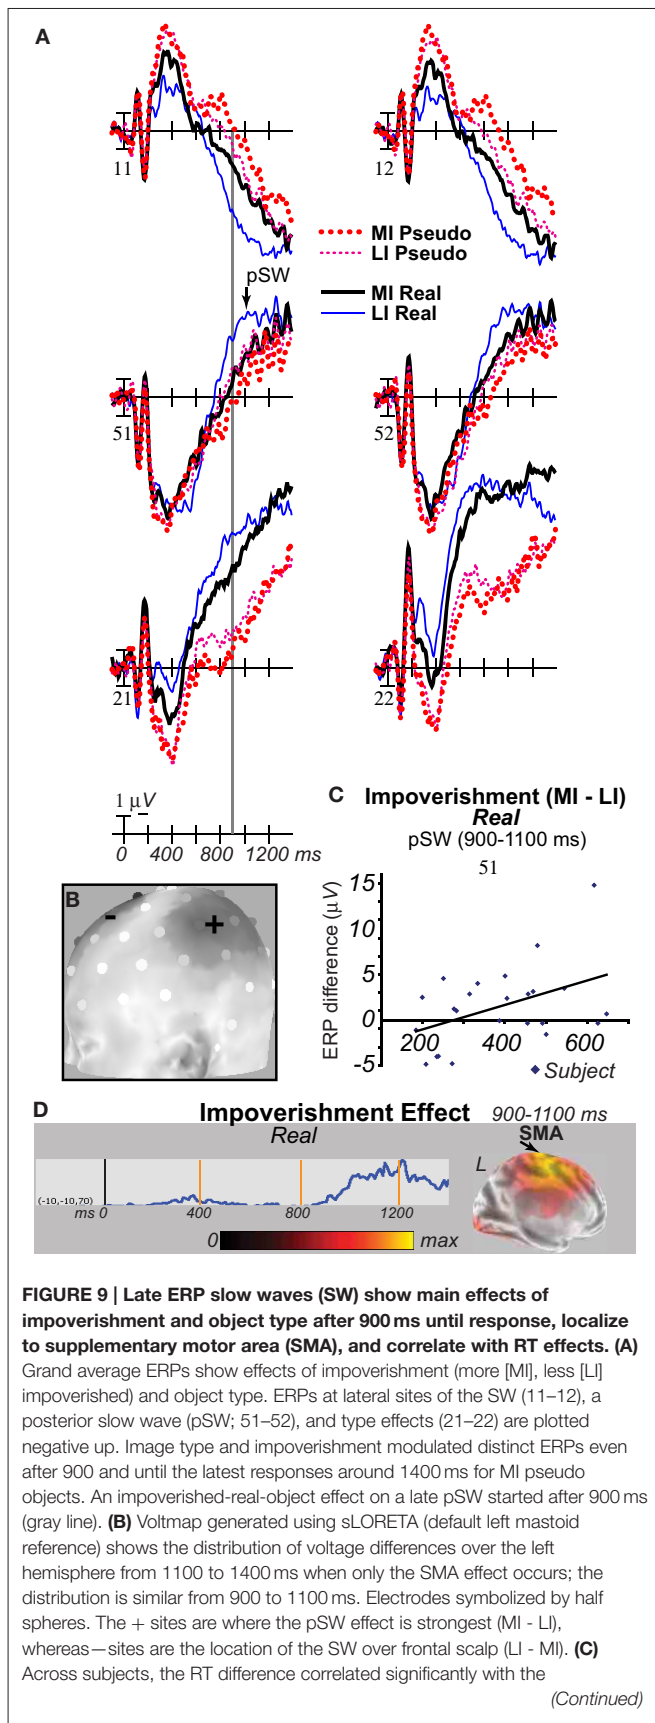 A
11
12
MI Pseudo
LI Pseudo
MI Real
LI Real
pSW
51
52
21
22
1 μV
0 400 800 1200 ms
B
- +
C Impoverishment (MI - LI)
Real
pSW (900-1100 ms)
51
ERP difference (μV)
15
10
5
0
-5
200 400 600
Subject
D Impoverishment Effect 900-1100 ms
Real
SMA
L
(-10,-10,70)
ms 0 400 800 1200
0 max
FIGURE 9 | Late ERP slow waves (SW) show main effects of
impoverishment and object type after 900 ms until response, localize
to supplementary motor area (SMA), and correlate with RT effects. (A)
Grand average ERPs show effects of impoverishment (more [MI], less [LI]
impoverished) and object type. ERPs at lateral sites of the SW (11–12), a
posterior slow wave (pSW; 51–52), and type effects (21–22) are plotted
negative up. Image type and impoverishment modulated distinct ERPs even
after 900 and until the latest responses around 1400 ms for MI pseudo
objects. An impoverished-real-object effect on a late pSW started after 900 ms
(gray line). (B) Voltmap generated using sLORETA (default left mastoid
reference) shows the distribution of voltage differences over the left
hemisphere from 1100 to 1400 ms when only the SMA effect occurs; the
distribution is similar from 900 to 1100 ms. Electrodes symbolized by half
spheres. The + sites are where the pSW effect is strongest (MI - LI),
whereas—sites are the location of the SW over frontal scalp (LI - MI). (C)
Across subjects, the RT difference correlated significantly with the
(Continued)